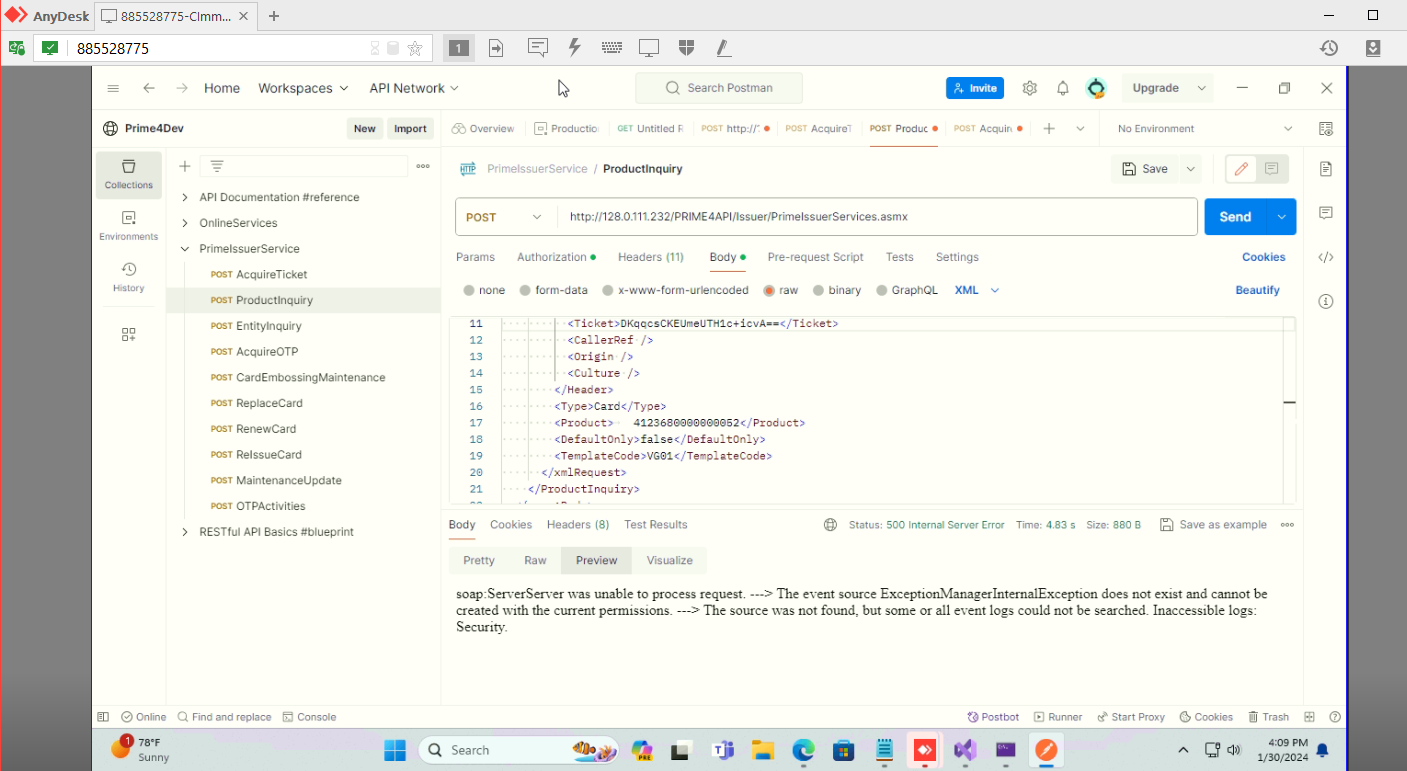 AnyDesk
885528775-CImm...
885528775
1
Home
Workspaces
API Network
Search Postman
Invite
Upgrade
Prime4Dev
New
Import
Overview
Productio
GET Untitled R
POST http://1
POST AcquireT
POST Produc
POST Acquin
No Environment
Collections
Environments
History
API Documentation #reference
OnlineServices
PrimeIssuerService
POST AcquireTicket
POST ProductInquiry
POST EntityInquiry
POST AcquireOTP
POST CardEmbossingMaintenance
POST ReplaceCard
POST RenewCard
POST ReIssueCard
POST MaintenanceUpdate
POST OTPActivities
RESTful API Basics #blueprint
HTTP PrimeIssuerService / ProductInquiry
Save
POST
http://128.0.111.232/PRIME4API/Issuer/PrimeIssuerServices.asmx
Send
Params Authorization Headers (11) Body Pre-request Script Tests Settings
Cookies
none form-data x-www-form-urlencoded raw binary GraphQL XML
Beautify
11 <Ticket>DKqqcsCKEUmeUTH1c+icvA==</Ticket>
12 <CallerRef />
13 <Origin />
14 <Culture />
15 </Header>
16 <Type>Card</Type>
17 <Product> 4123680000000052</Product>
18 <DefaultOnly>false</DefaultOnly>
19 <TemplateCode>VG01</TemplateCode>
20 </xmlRequest>
21 </ProductInquiry>
Body Cookies Headers (8) Test Results
Status: 500 Internal Server Error Time: 4.83 s Size: 880 B
Save as example
Pretty Raw Preview Visualize
soap:ServerServer was unable to process request. ---> The event source ExceptionManagerInternalException does not exist and cannot be
created with the current permissions. ---> The source was not found, but some or all event logs could not be searched. Inaccessible logs:
Security.
Online
Find and replace
Console
Postbot
Runner
Start Proxy
Cookies
Trash
1
78°F
Sunny
Search
PRE
4:09 PM
1/30/2024